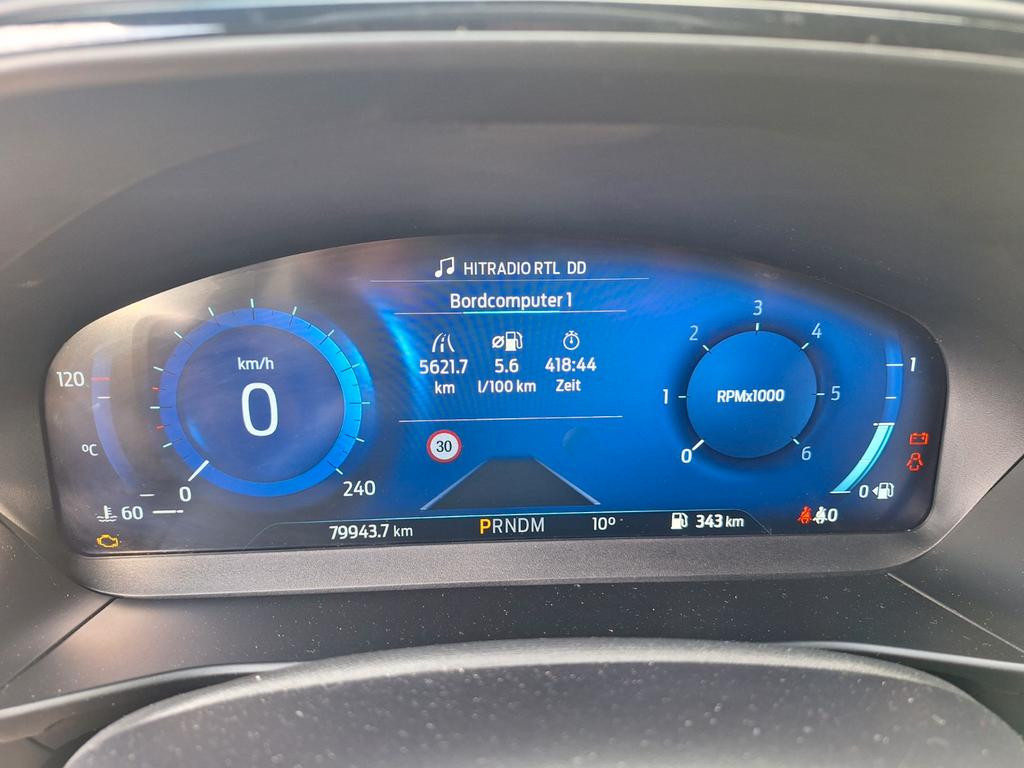 HITRADIO RTL DD
Bordcomputer 1
5621.7 5.6 418:44
km l/100 km Zeit
30
120
°C
60
km/h
0
0
240
0
1
2
3
4
5
6
RPMx1000
1
0
0
79943.7 km
PRNDM
10°
343 km